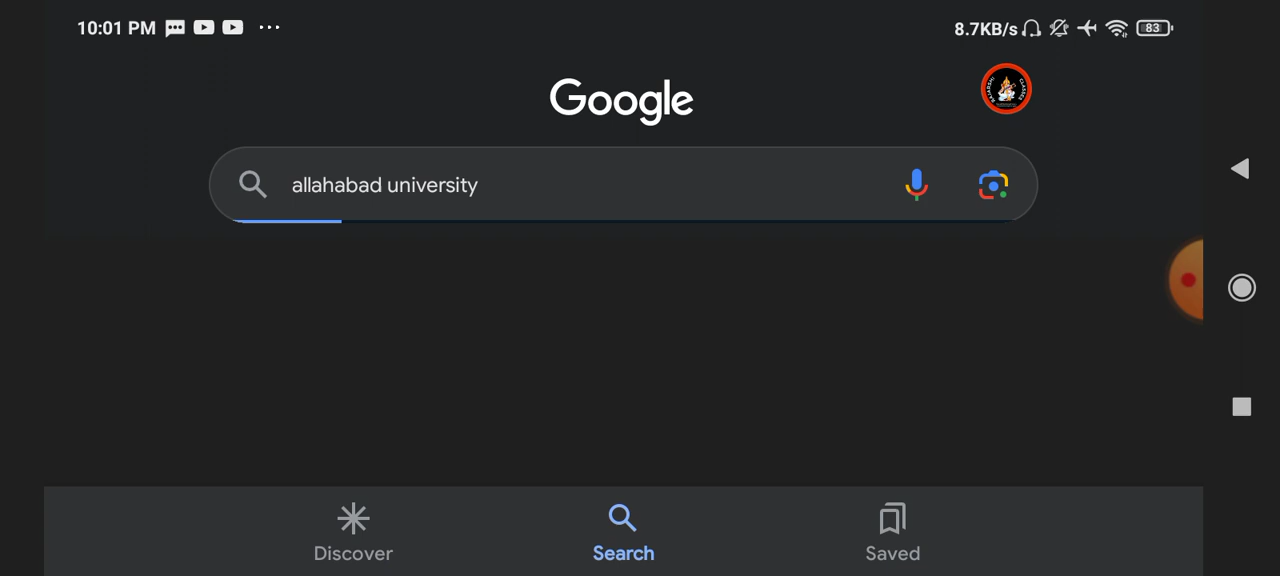 10:01 PM
8.7KB/s
83
Google
allahabad university
Discover
Search
Saved